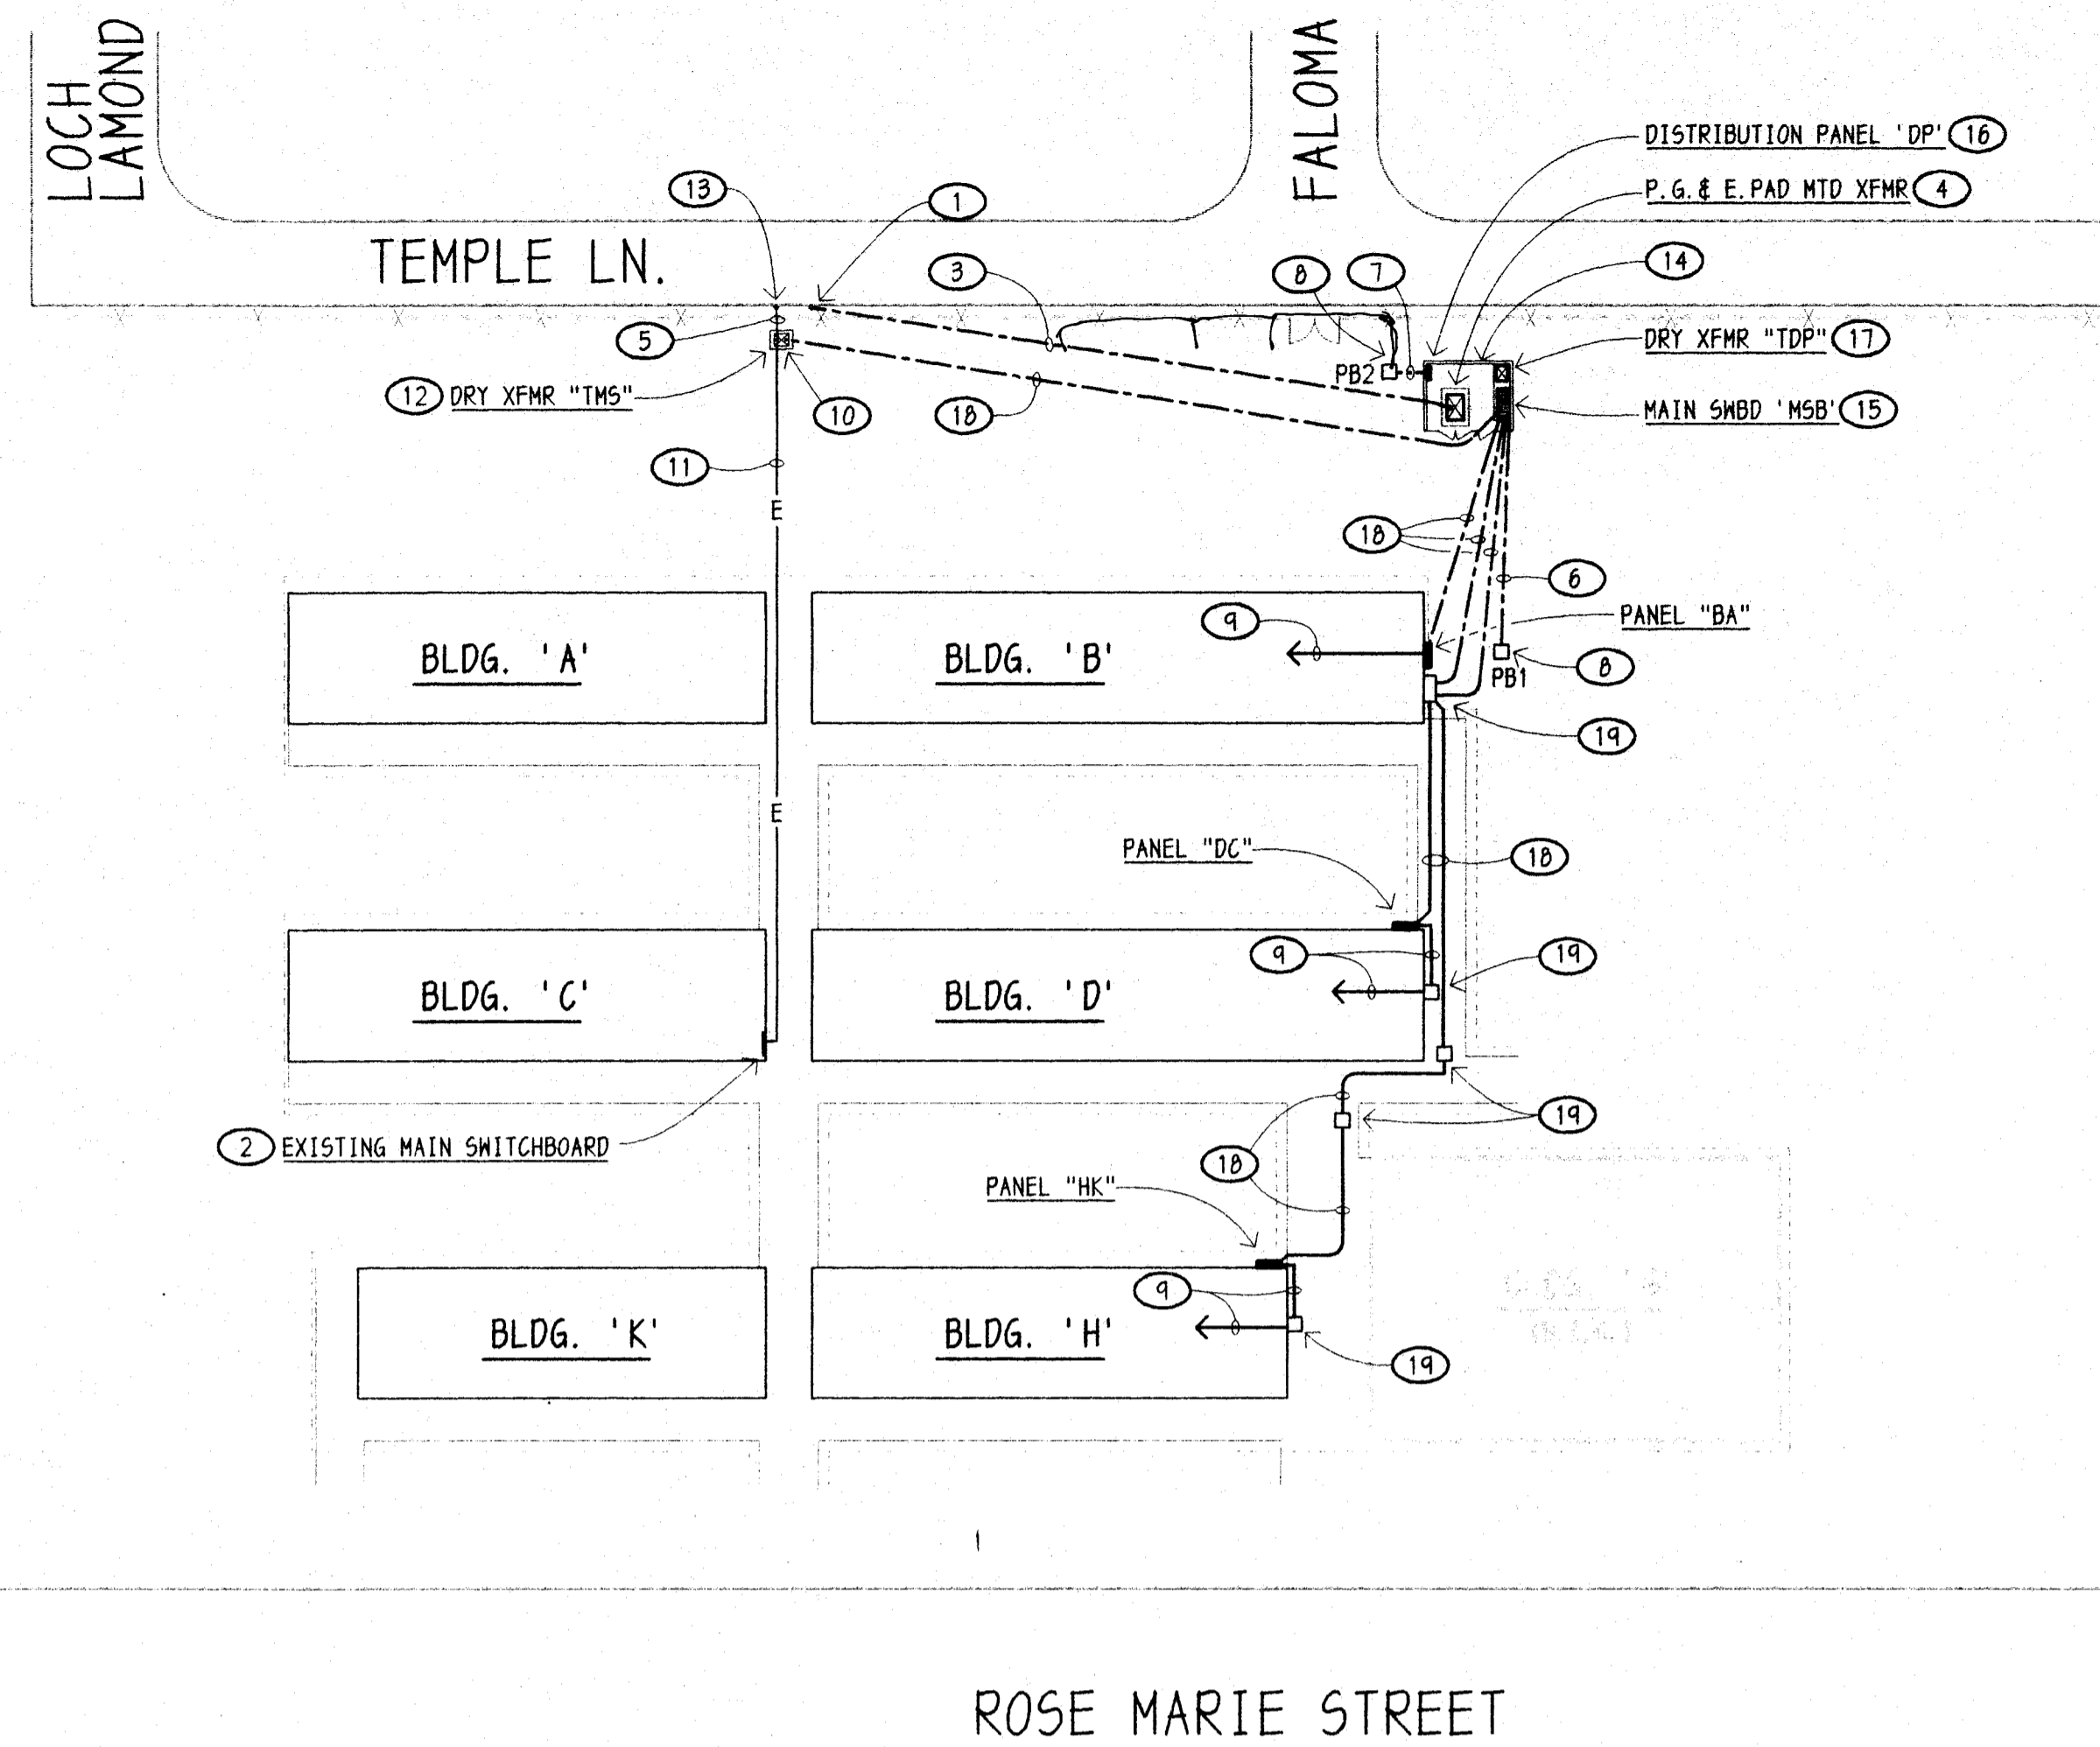 LOCH
LAMOND
FALOMA
DISTRIBUTION PANEL 'DP' 16
P.G.& E.PAD MTD XFMR 4
13
1
TEMPLE LN.
3
8
7
14
5
DRY XFMR "TDP" 17
PB2
12 DRY XFMR "TMS"
10
18
MAIN SWBD 'MSB' 15
11
E
18
6
PANEL "BA"
9
BLDG. 'A'
BLDG. 'B'
8
PB1
19
E
PANEL "DC"
18
9
19
BLDG. 'C'
BLDG. 'D'
19
2 EXISTING MAIN SWITCHBOARD
18
PANEL "HK"
9
BLDG. 'K'
BLDG. 'H'
19
ROSE MARIE STREET